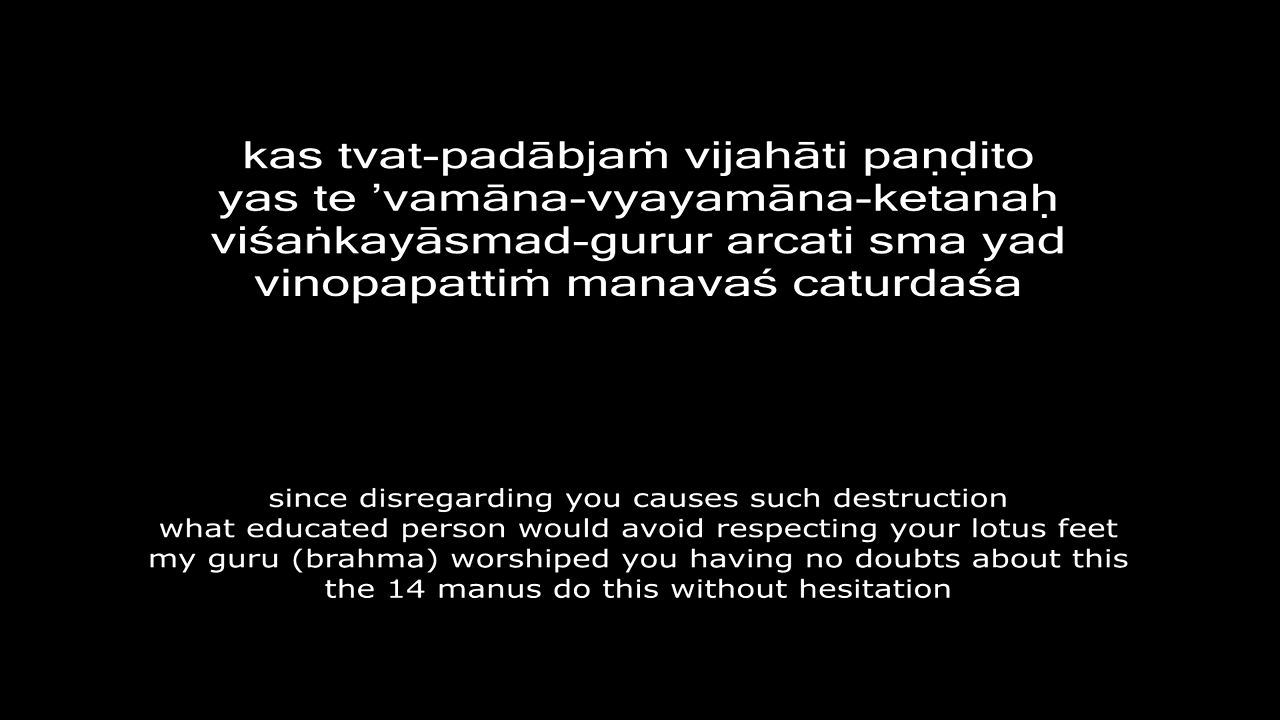 kas tvat-padābjaṁ vijahāti paṇḍito
yas te ’vamāna-vyayamāna-ketanaḥ
viśaṅkayāsmad-gurur arcati sma yad
vinopapattiṁ manavaś caturdaśa
since disregarding you causes such destruction
what educated person would avoid respecting your lotus feet
my guru (brahma) worshiped you having no doubts about this
the 14 manus do this without hesitation